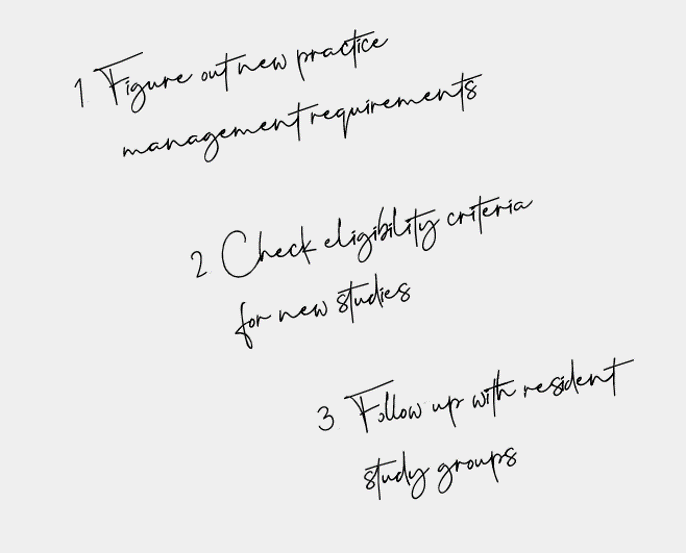 1. Figure out new practice
management requirements
2. Check eligibility criteria
for new studies
3. Follow up with resident
study groups